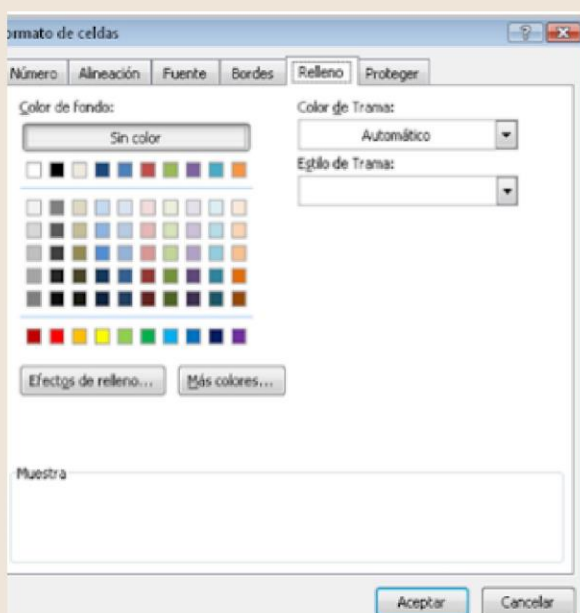 ormato de celdas
Número Alineación Fuente Bordes Relleno Proteger
Color de fondo:
Sin color
Color de Trama:
Automático
Estilo de Trama:
Efectos de relleno...
Más colores...
Muestra
Aceptar
Cancelar